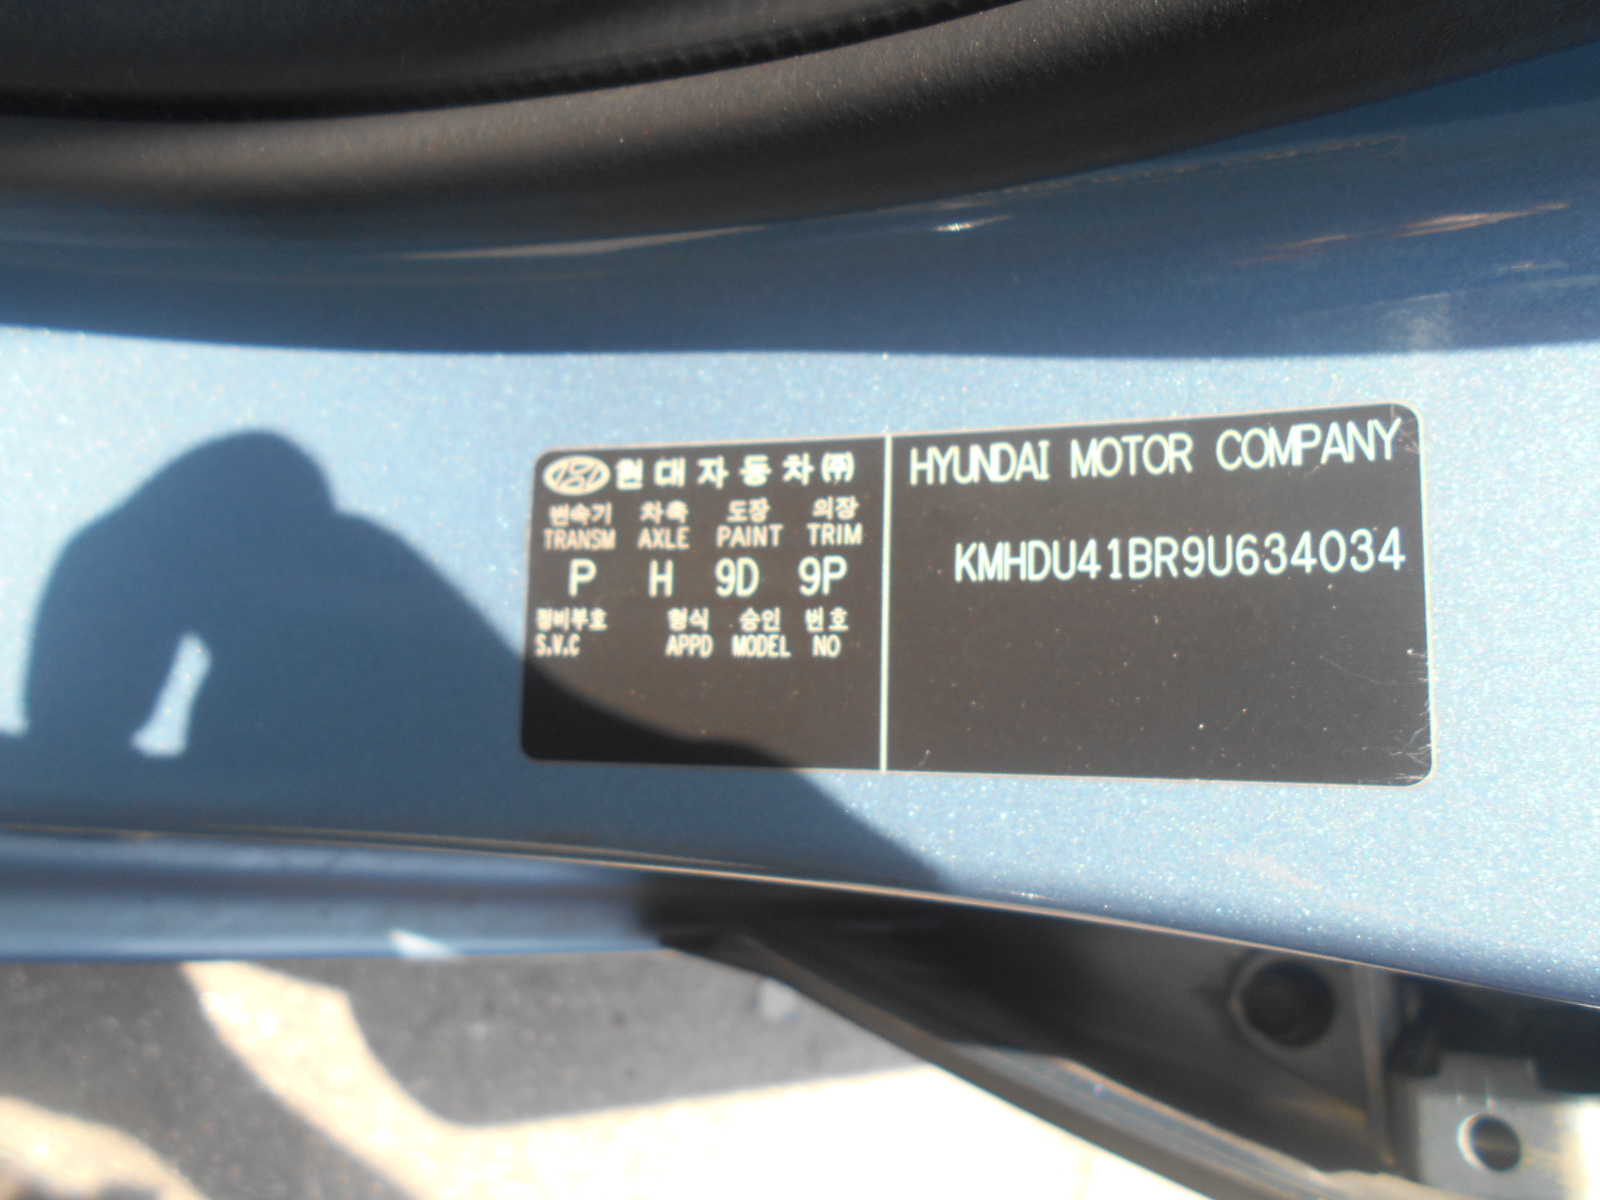 현대자동차㈜
변속기 차축 도장 의장
TRANSM AXLE PAINT TRIM
P H 9D 9P
정비부호 형식 승인 번호
S.V.C APPD MODEL NO
HYUNDAI MOTOR COMPANY
KMHDU41BR9U634034